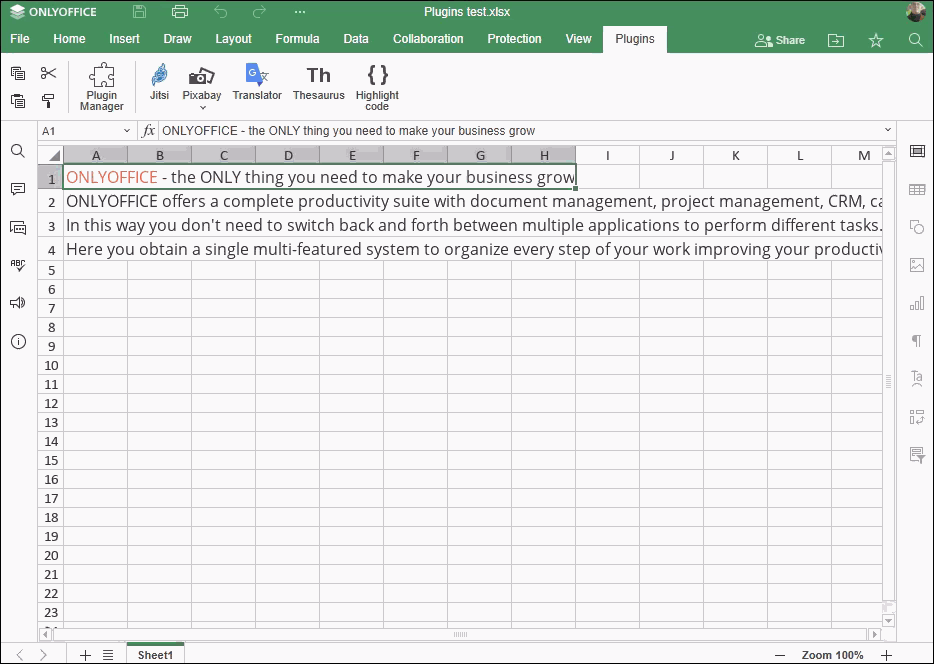 ONLYOFFICE
Plugins test.xlsx
File Home Insert Draw Layout Formula Data Collaboration Protection View Plugins Share
Plugin Manager
Jitsi
Pixabay
Translator
Th
Thesaurus
{ }
Highlight code
A1 fx ONLYOFFICE - the ONLY thing you need to make your business grow
A B C D E F G H I J K L M
1 ONLYOFFICE - the ONLY thing you need to make your business grow
2 ONLYOFFICE offers a complete productivity suite with document management, project management, CRM, ca
3 In this way you don't need to switch back and forth between multiple applications to perform different tasks.
4 Here you obtain a single multi-featured system to organize every step of your work improving your productiv
5
6
7
8
9
10
11
12
13
14
15
16
17
18
19
20
21
22
23
Sheet1 Zoom 100%